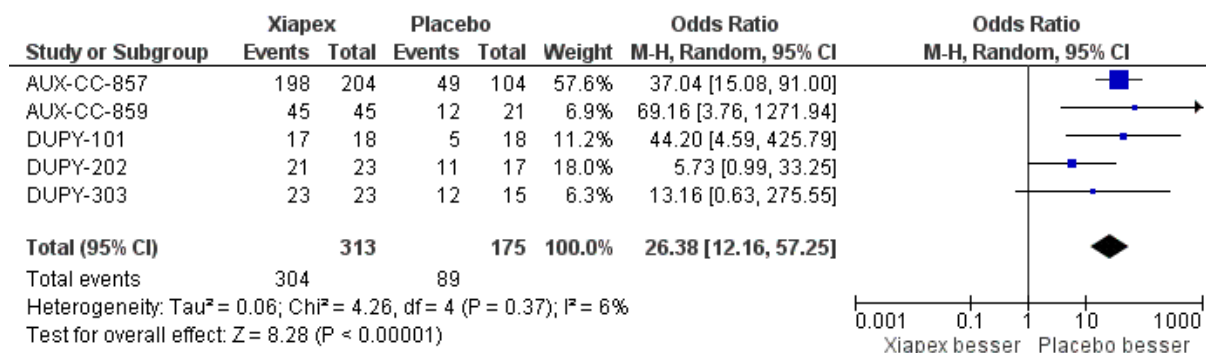 Xiapex Placebo Odds Ratio Odds Ratio
Study or Subgroup Events Total Events Total Weight M-H, Random, 95% CI M-H, Random, 95% CI
AUX-CC-857 198 204 49 104 57.6% 37.04 [15.08, 91.00]
AUX-CC-859 45 45 12 21 6.9% 69.16 [3.76, 1271.94]
DUPY-101 17 18 5 18 11.2% 44.20 [4.59, 425.79]
DUPY-202 21 23 11 17 18.0% 5.73 [0.99, 33.25]
DUPY-303 23 23 12 15 6.3% 13.16 [0.63, 275.55]
Total (95% CI) 313 175 100.0% 26.38 [12.16, 57.25]
Total events 304 89
Heterogeneity: Tau² = 0.06; Chi² = 4.26, df = 4 (P = 0.37); I² = 6%
Test for overall effect: Z = 8.28 (P < 0.00001)
0.001 0.1 1 10 1000
Xiapex besser Placebo besser